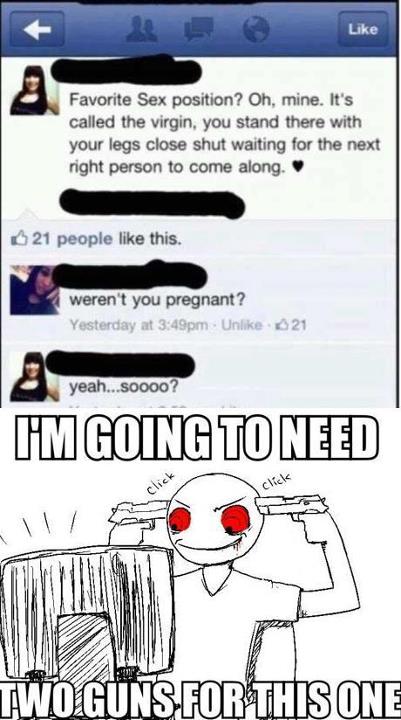 Like
Favorite Sex position? Oh, mine. It's
called the virgin, you stand there with
your legs close shut waiting for the next
right person to come along. ♥
21 people like this.
weren't you pregnant?
Yesterday at 3:49pm · Unlike · 21
yeah...soooo?
I'M GOING TO NEED
click
click
TWO GUNS FOR THIS ONE